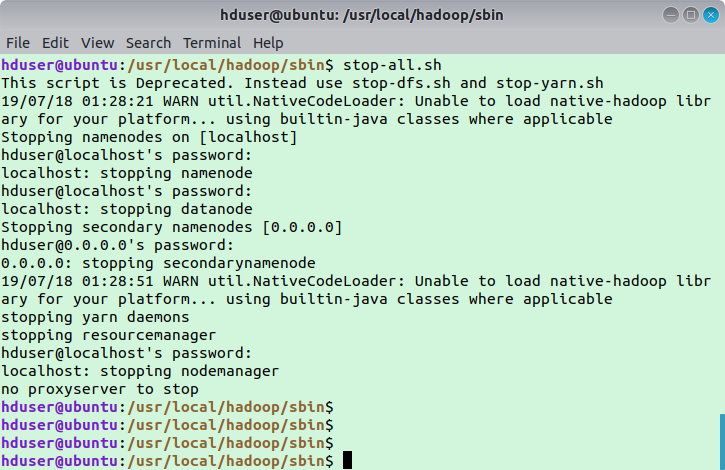 hduser@ubuntu: /usr/local/hadoop/sbin
File Edit View Search Terminal Help
hduser@ubuntu:/usr/local/hadoop/sbin$ stop-all.sh
This script is Deprecated. Instead use stop-dfs.sh and stop-yarn.sh
19/07/18 01:28:21 WARN util.NativeCodeLoader: Unable to load native-hadoop libr
ary for your platform... using builtin-java classes where applicable
Stopping namenodes on [localhost]
hduser@localhost's password:
localhost: stopping namenode
hduser@localhost's password:
localhost: stopping datanode
Stopping secondary namenodes [0.0.0.0]
hduser@0.0.0.0's password:
0.0.0.0: stopping secondarynamenode
19/07/18 01:28:51 WARN util.NativeCodeLoader: Unable to load native-hadoop libr
ary for your platform... using builtin-java classes where applicable
stopping yarn daemons
stopping resourcemanager
hduser@localhost's password:
localhost: stopping nodemanager
no proxyserver to stop
hduser@ubuntu:/usr/local/hadoop/sbin$
hduser@ubuntu:/usr/local/hadoop/sbin$
hduser@ubuntu:/usr/local/hadoop/sbin$
hduser@ubuntu:/usr/local/hadoop/sbin$